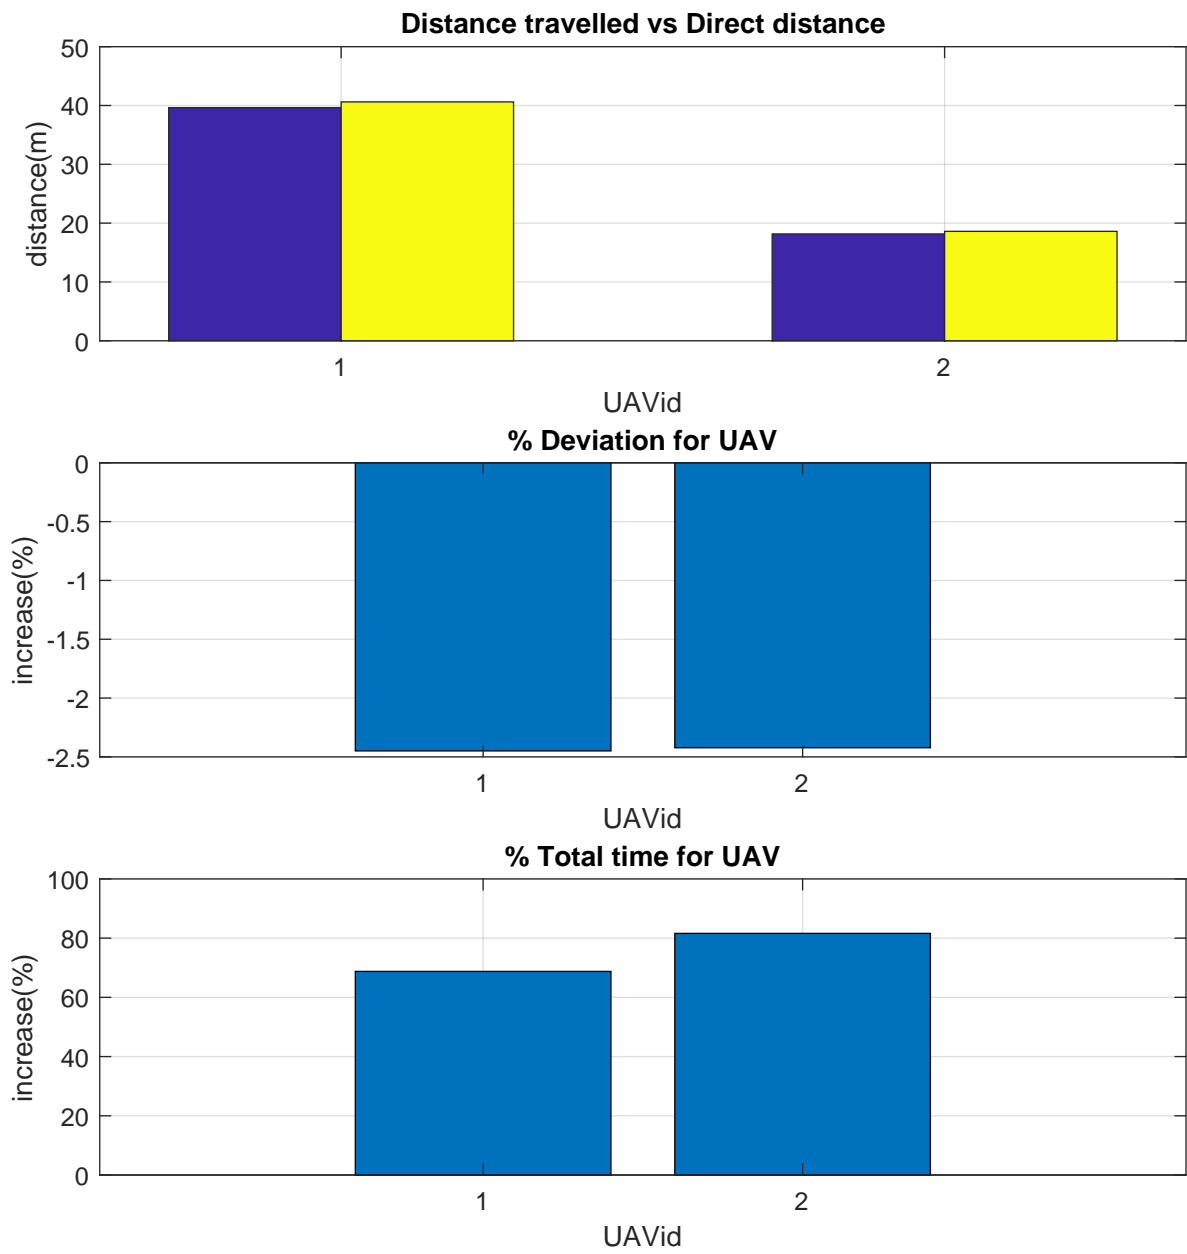 Distance travelled vs Direct distance
50
40
30
20
10
0
distance(m)
1 2
UAVid
% Deviation for UAV
0
-0.5
-1
-1.5
-2
-2.5
increase(%)
1 2
UAVid
% Total time for UAV
100
80
60
40
20
0
increase(%)
1 2
UAVid